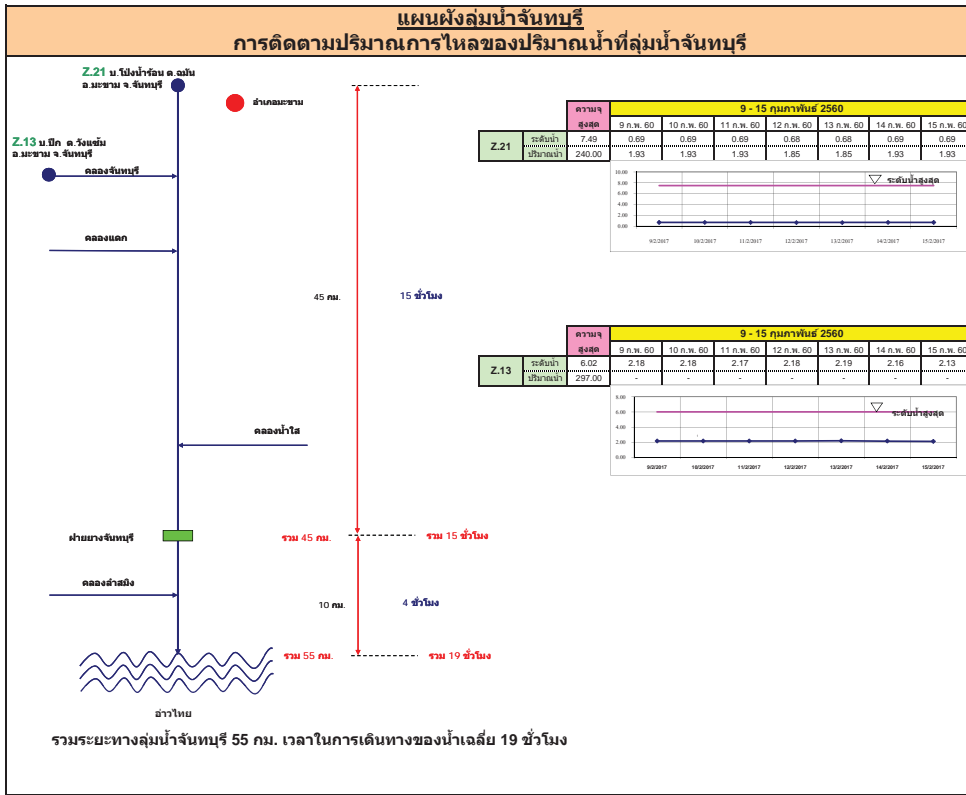 แผนผังลุ่มน้ำจันทบุรี
การติดตามปริมาณการไหลของปริมาณน้ำที่ลุ่มน้ำจันทบุรี
Z.21 บ.โป่งน้ำร้อน ต.ฉมัน
อ.มะขาม จ.จันทบุรี
อำเภอมะขาม
Z.13 บ.ปึก ต.วังแซ้ม
อ.มะขาม จ.จันทบุรี
คลองจันทบุรี
คลองแดก
45 กม.
15 ชั่วโมง
คลองน้ำใส
ฝายยางจันทบุรี
รวม 45 กม.
รวม 15 ชั่วโมง
คลองลำสมิง
10 กม.
4 ชั่วโมง
รวม 55 กม.
รวม 19 ชั่วโมง
อ่าวไทย
รวมระยะทางลุ่มน้ำจันทบุรี 55 กม. เวลาในการเดินทางของน้ำเฉลี่ย 19 ชั่วโมง
ความจุ 9 - 15 กุมภาพันธ์ 2560
สูงสุด 9 ก.พ. 60 10 ก.พ. 60 11 ก.พ. 60 12 ก.พ. 60 13 ก.พ. 60 14 ก.พ. 60 15 ก.พ. 60
Z.21 ระดับน้ำ 7.49 0.69 0.69 0.69 0.68 0.68 0.69 0.69
ปริมาณน้ำ 240.00 1.93 1.93 1.93 1.85 1.85 1.93 1.93
10.00
8.00
6.00
4.00
2.00
0.00
ระดับน้ำสูงสุด
9/2/2017 10/2/2017 11/2/2017 12/2/2017 13/2/2017 14/2/2017 15/2/2017
ความจุ 9 - 15 กุมภาพันธ์ 2560
สูงสุด 9 ก.พ. 60 10 ก.พ. 60 11 ก.พ. 60 12 ก.พ. 60 13 ก.พ. 60 14 ก.พ. 60 15 ก.พ. 60
Z.13 ระดับน้ำ 6.02 2.18 2.18 2.17 2.18 2.19 2.16 2.13
ปริมาณน้ำ 297.00 - - - - - - -
8.00
6.00
4.00
2.00
0.00
ระดับน้ำสูงสุด
9/2/2017 10/2/2017 11/2/2017 12/2/2017 13/2/2017 14/2/2017 15/2/2017